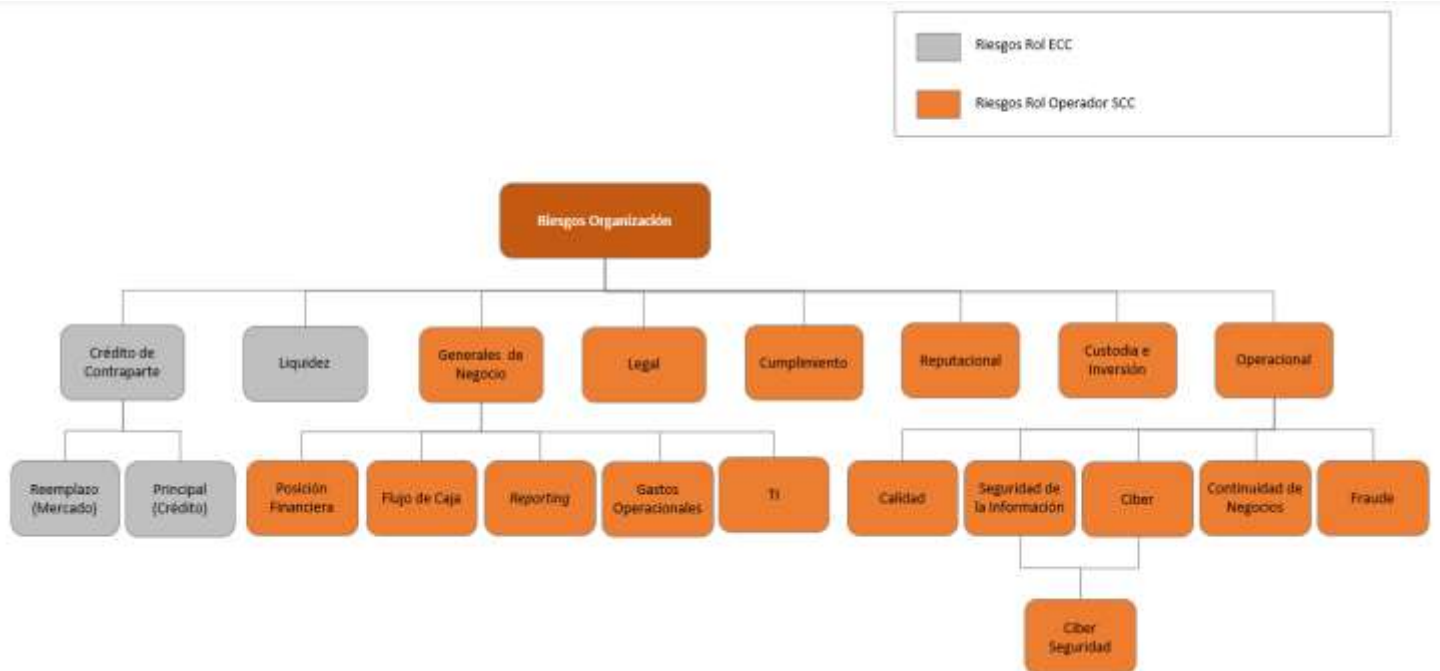 Riesgos Rol ECC
Riesgos Rol Operador SCC
Riesgos Organización
Crédito de
Contraparte
Liquidez
Generales de
Negocio
Legal
Cumplimiento
Reputacional
Custodia e
Inversión
Operacional
Reemplazo
(Mercado)
Principal
(Crédito)
Posición
Financiera
Flujo de Caja
Reporting
Gastos
Operacionales
TI
Calidad
Seguridad de
la Información
Ciber
Continuidad de
Negocios
Fraude
Ciber
Seguridad